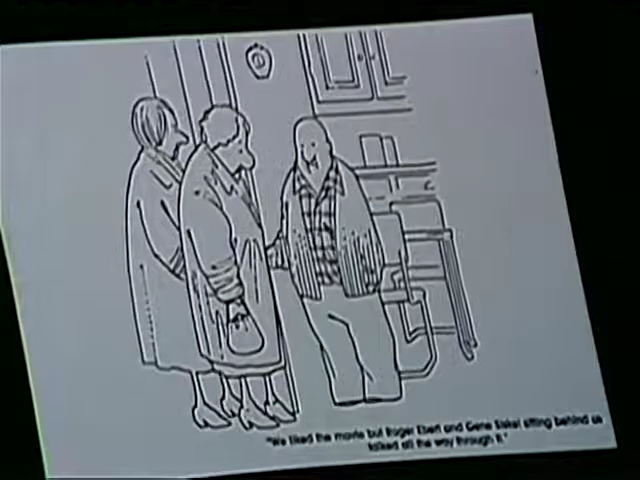 "We liked the movie but Roger Ebert and Gene Siskel sitting behind us
talked all the way through it."